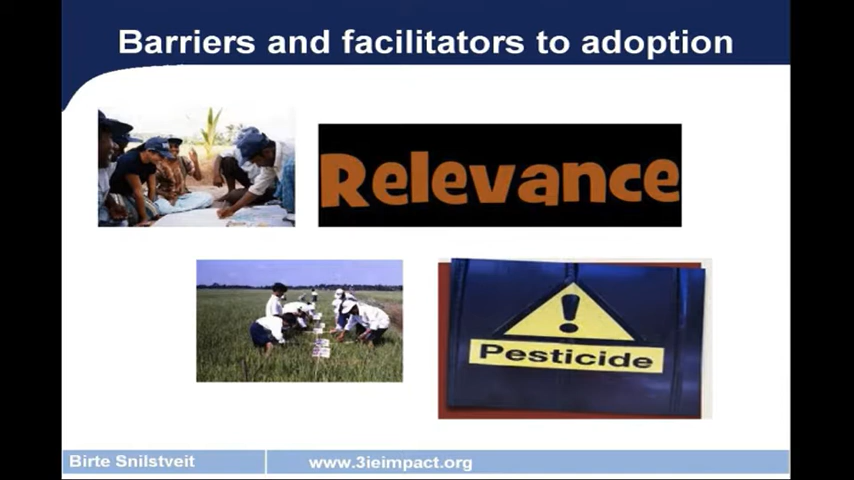 Barriers and facilitators to adoption
Relevance
Pesticide
Birte Snilstveit
www.3ieimpact.org